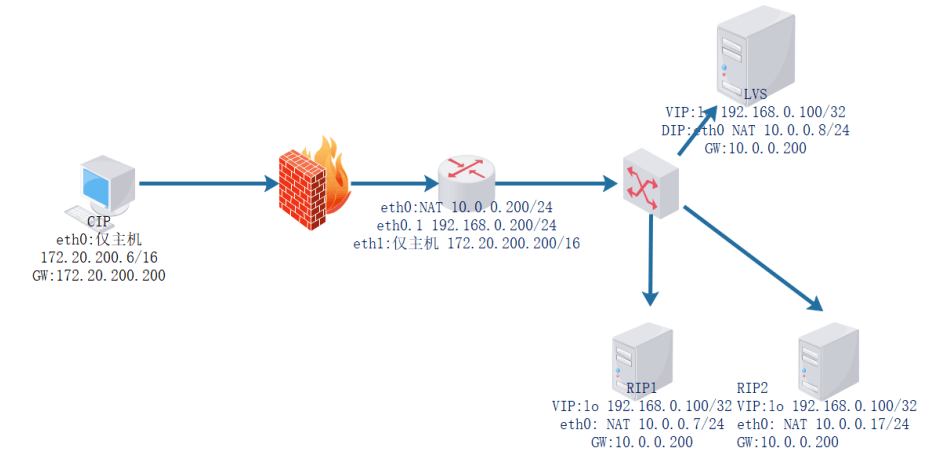 LVS
VIP:lo 192.168.0.100/32
DIP:eth0 NAT 10.0.0.8/24
GW:10.0.0.200
CIP
eth0:仅主机
172.20.200.6/16
GW:172.20.200.200
eth0:NAT 10.0.0.200/24
eth0.1 192.168.0.200/24
eth1:仅主机 172.20.200.200/16
RIP1
VIP:lo 192.168.0.100/32
eth0: NAT 10.0.0.7/24
GW:10.0.0.200
RIP2
VIP:lo 192.168.0.100/32
eth0: NAT 10.0.0.17/24
GW:10.0.0.200